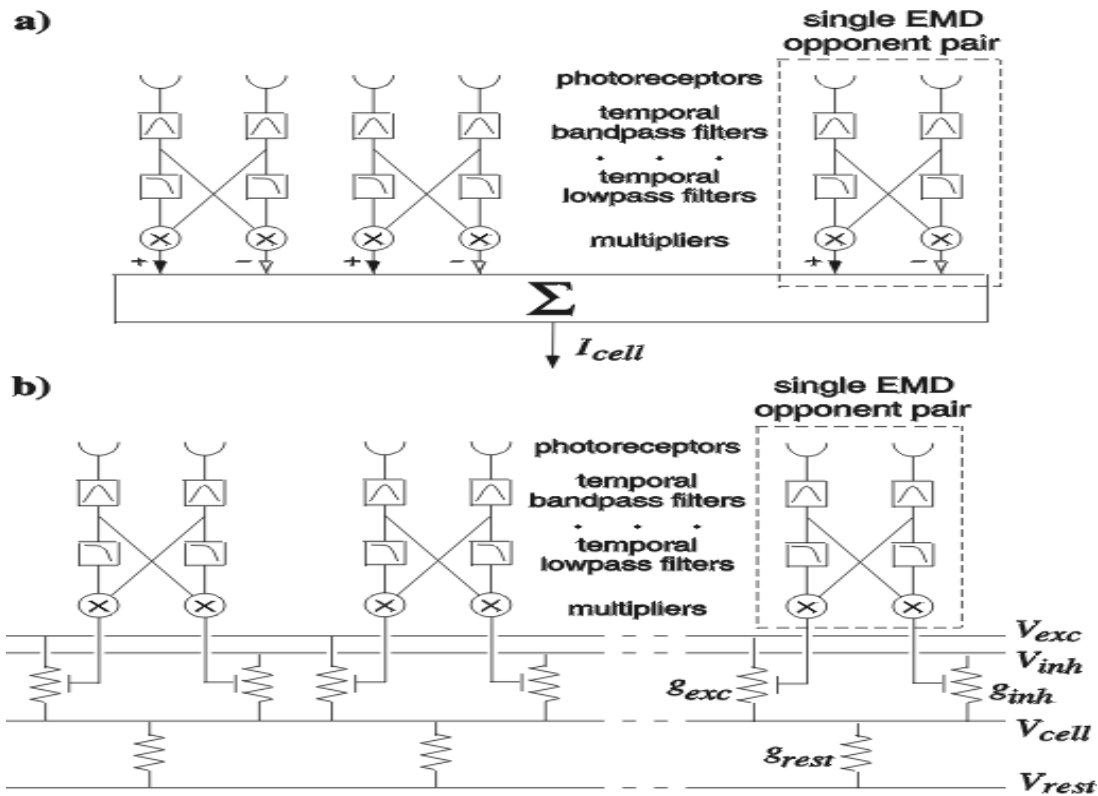 a)
single EMD
opponent pair
photoreceptors
temporal
bandpass filters
temporal
lowpass filters
multipliers
+ − + − + −
Σ
I_cell
b)
single EMD
opponent pair
photoreceptors
temporal
bandpass filters
temporal
lowpass filters
multipliers
V_exc
V_inh
g_exc
g_inh
V_cell
g_rest
V_rest